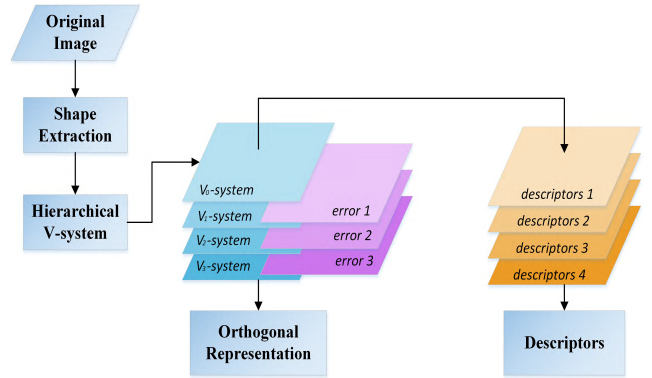 Original
Image
Shape
Extraction
Hierarchical
V-system
V₀-system
V₁-system
V₂-system
V₃-system
error 1
error 2
error 3
Orthogonal
Representation
descriptors 1
descriptors 2
descriptors 3
descriptors 4
Descriptors